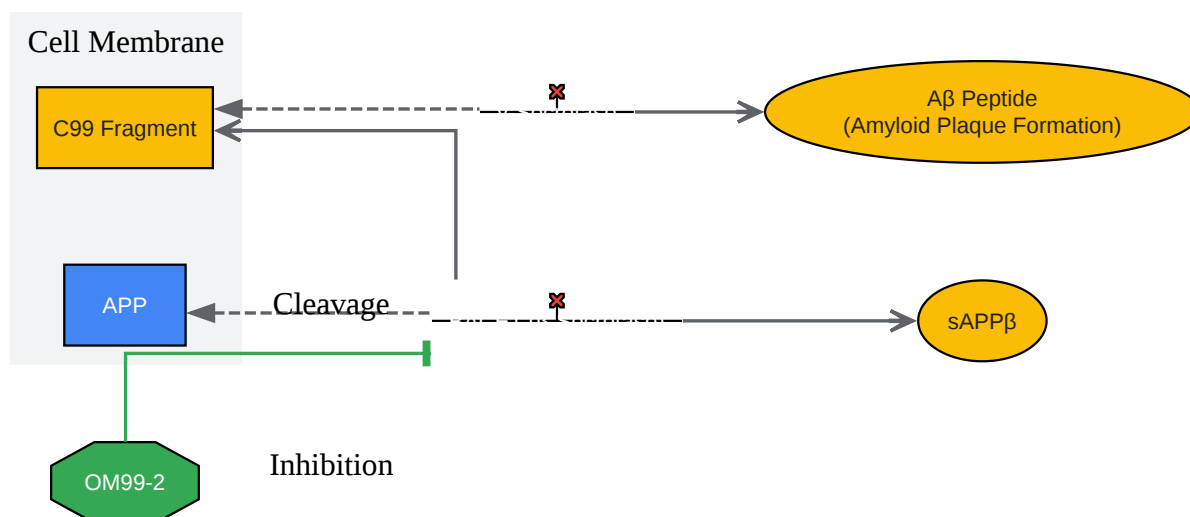 Cell Membrane
C99 Fragment
Aβ Peptide
(Amyloid Plaque Formation)
APP
Cleavage
sAPPβ
OM99-2
Inhibition